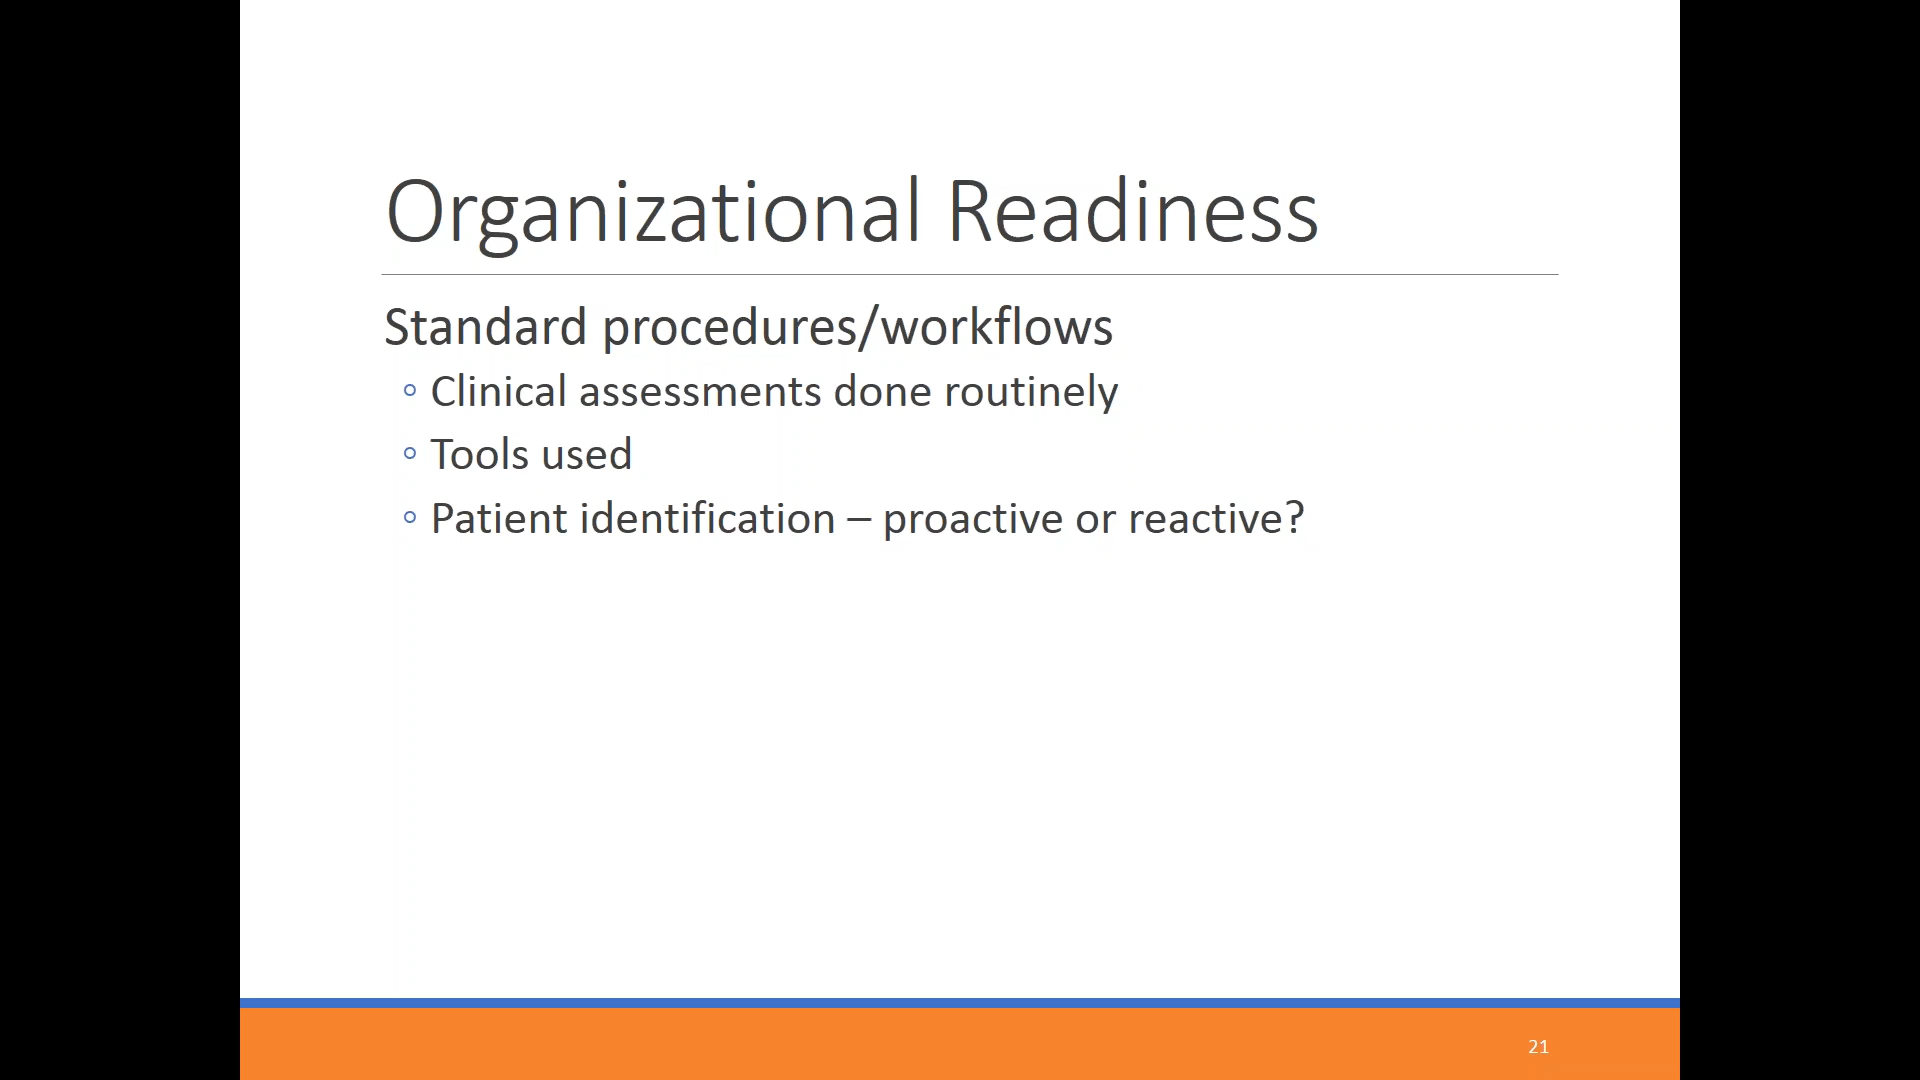 Organizational Readiness
Standard procedures/workflows
◦ Clinical assessments done routinely
◦ Tools used
◦ Patient identification – proactive or reactive?
21